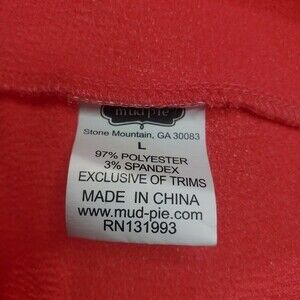 mud-pie
Stone Mountain, GA 30083
L
97% POLYESTER
3% SPANDEX
EXCLUSIVE OF TRIMS
MADE IN CHINA
www.mud-pie.com
RN131993